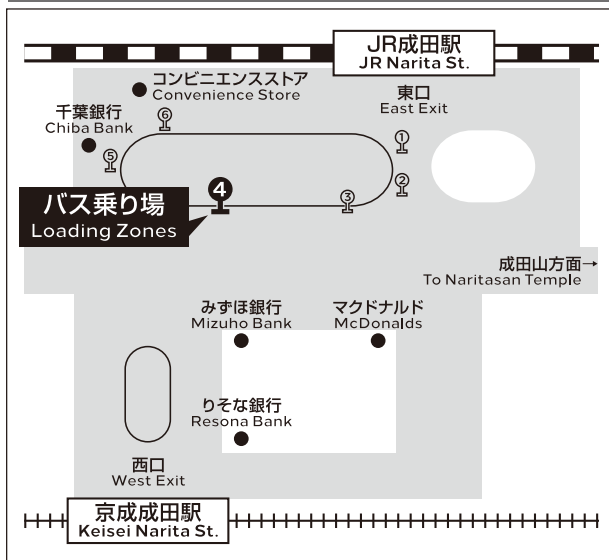 JR成田駅
JR Narita St.
コンビニエンスストア
Convenience Store
東口
East Exit
千葉銀行
Chiba Bank
⑥
①
⑤
②
④
③
バス乗り場
Loading Zones
成田山方面→
To Naritasan Temple
みずほ銀行
Mizuho Bank
マクドナルド
McDonalds
りそな銀行
Resona Bank
西口
West Exit
京成成田駅
Keisei Narita St.